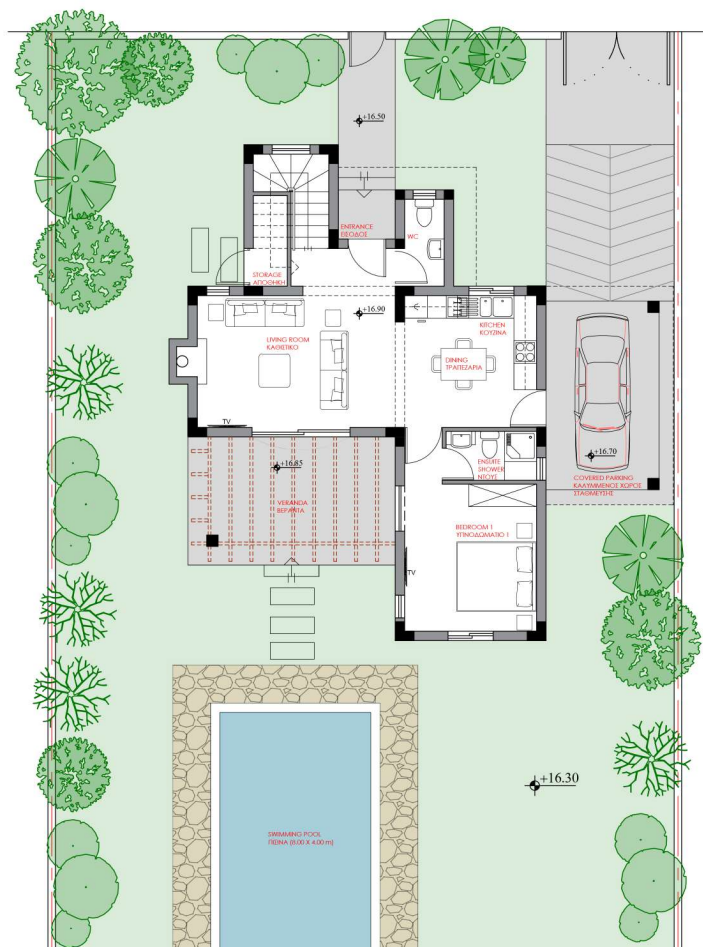 +16.50
ENTRANCE
ΕΙΣΟΔΟΣ
WC
STORAGE
ΑΠΟΘΗΚΗ
+16.90
LIVING ROOM
ΚΑΘΙΣΤΙΚΟ
KITCHEN
ΚΟΥΖΙΝΑ
DINING
ΤΡΑΠΕΖΑΡΙΑ
TV
+16.85
VERANDA
ΒΕΡΑΝΤΑ
ENSUITE
SHOWER
ΝΤΟΥΣ
+16.70
COVERED PARKING
ΚΑΛΥΜΜΕΝΟΣ ΧΩΡΟΣ
ΣΤΑΘΜΕΥΣΗΣ
BEDROOM 1
ΥΠΝΟΔΩΜΑΤΙΟ 1
TV
+16.30
SWIMMING POOL
ΠΙΣΙΝΑ (8.00 X 4.00 m)